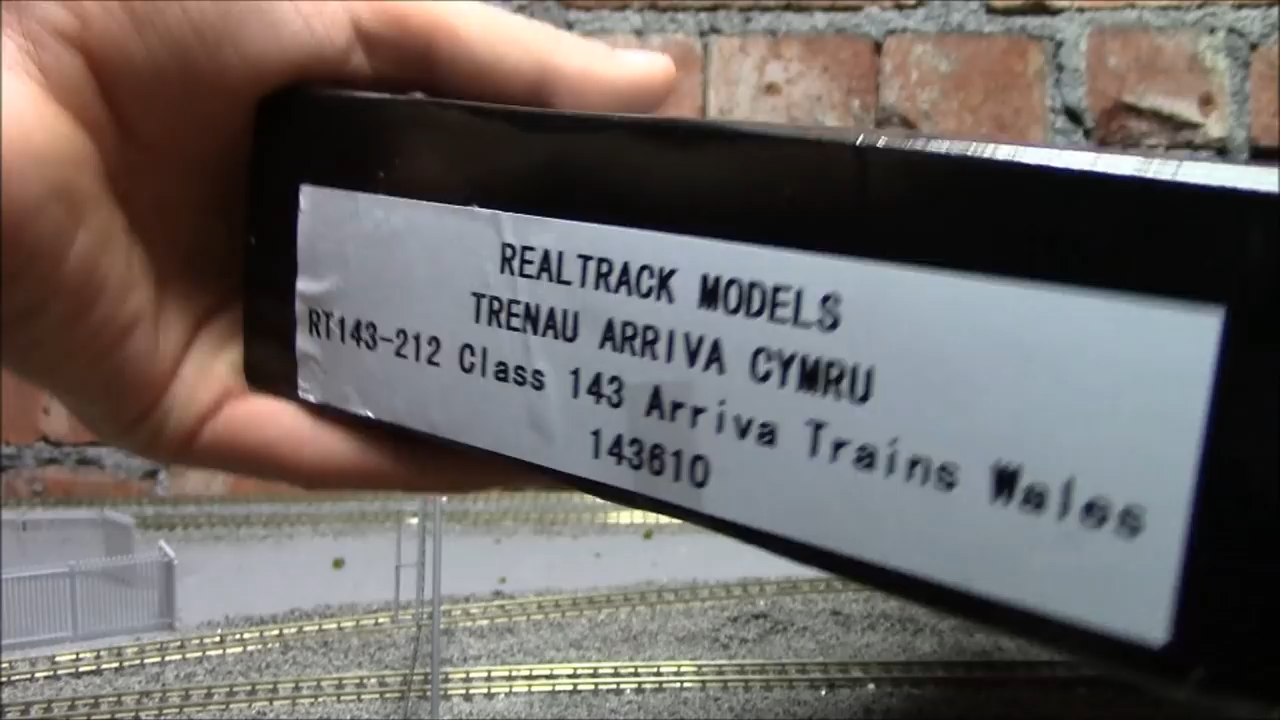 REALTRACK MODELS
TRENAU ARRIVA CYMRU
RT143-212 Class 143 Arriva Trains Wales
143610